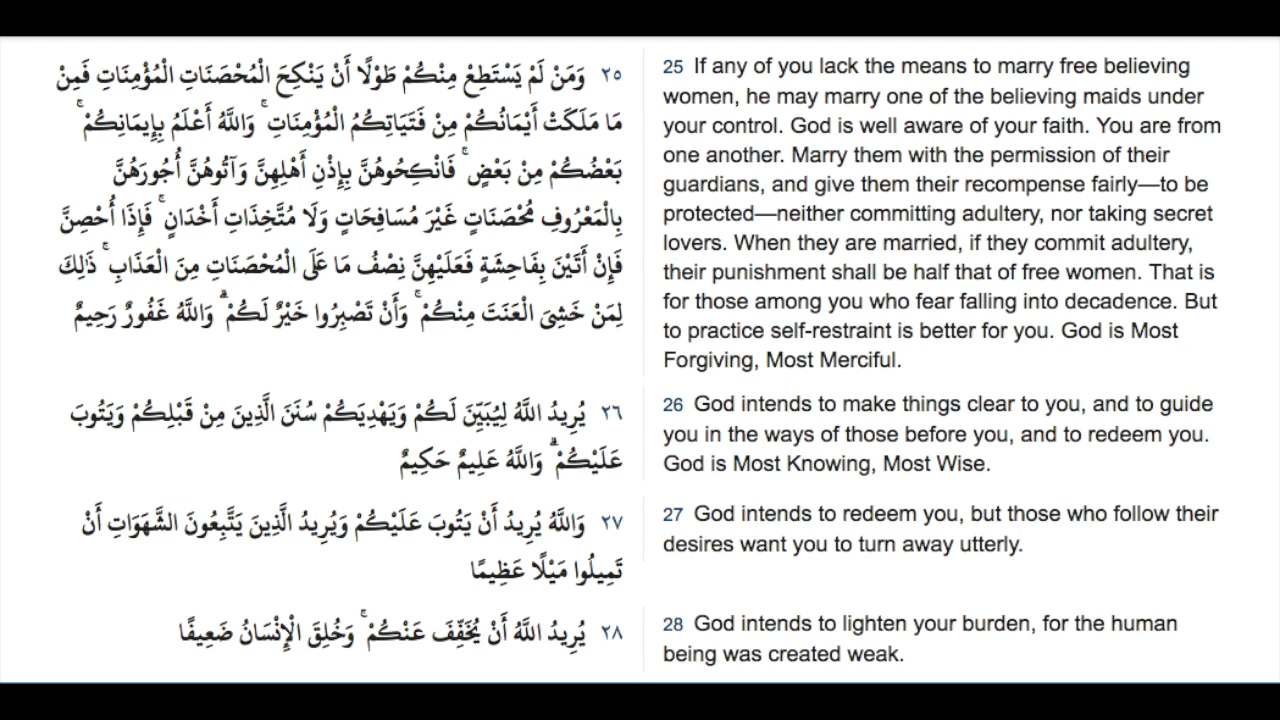 ٢٥ وَمَنْ لَمْ يَسْتَطِعْ مِنْكُمْ طَوْلًا أَنْ يَنْكِحَ الْمُحْصَنَاتِ الْمُؤْمِنَاتِ فَمِنْ
مَا مَلَكَتْ أَيْمَانُكُمْ مِنْ فَتَيَاتِكُمُ الْمُؤْمِنَاتِ ۚ وَاللَّهُ أَعْلَمُ بِإِيمَانِكُمْ ۚ
بَعْضُكُمْ مِنْ بَعْضٍ ۚ فَانْكِحُوهُنَّ بِإِذْنِ أَهْلِهِنَّ وَآتُوهُنَّ أُجُورَهُنَّ
بِالْمَعْرُوفِ مُحْصَنَاتٍ غَيْرَ مُسَافِحَاتٍ وَلَا مُتَّخِذَاتِ أَخْدَانٍ ۚ فَإِذَا أُحْصِنَّ
فَإِنْ أَتَيْنَ بِفَاحِشَةٍ فَعَلَيْهِنَّ نِصْفُ مَا عَلَى الْمُحْصَنَاتِ مِنَ الْعَذَابِ ۚ ذَٰلِكَ
لِمَنْ خَشِيَ الْعَنَتَ مِنْكُمْ ۚ وَأَنْ تَصْبِرُوا خَيْرٌ لَكُمْ ۗ وَاللَّهُ غَفُورٌ رَحِيمٌ
25 If any of you lack the means to marry free believing
women, he may marry one of the believing maids under
your control. God is well aware of your faith. You are from
one another. Marry them with the permission of their
guardians, and give them their recompense fairly—to be
protected—neither committing adultery, nor taking secret
lovers. When they are married, if they commit adultery,
their punishment shall be half that of free women. That is
for those among you who fear falling into decadence. But
to practice self-restraint is better for you. God is Most
Forgiving, Most Merciful.
٢٦ يُرِيدُ اللَّهُ لِيُبَيِّنَ لَكُمْ وَيَهْدِيَكُمْ سُنَنَ الَّذِينَ مِنْ قَبْلِكُمْ وَيَتُوبَ
عَلَيْكُمْ ۗ وَاللَّهُ عَلِيمٌ حَكِيمٌ
26 God intends to make things clear to you, and to guide
you in the ways of those before you, and to redeem you.
God is Most Knowing, Most Wise.
٢٧ وَاللَّهُ يُرِيدُ أَنْ يَتُوبَ عَلَيْكُمْ وَيُرِيدُ الَّذِينَ يَتَّبِعُونَ الشَّهَوَاتِ أَنْ
تَمِيلُوا مَيْلًا عَظِيمًا
27 God intends to redeem you, but those who follow their
desires want you to turn away utterly.
٢٨ يُرِيدُ اللَّهُ أَنْ يُخَفِّفَ عَنْكُمْ ۚ وَخُلِقَ الْإِنْسَانُ ضَعِيفًا
28 God intends to lighten your burden, for the human
being was created weak.